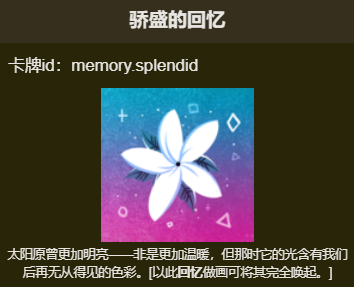 骄盛的回忆
卡牌id：memory.splendid
太阳原曾更加明亮——非是更加温暖，但那时它的光含有我们
后再无从得见的色彩。[以此回忆做画可将其完全唤起。]